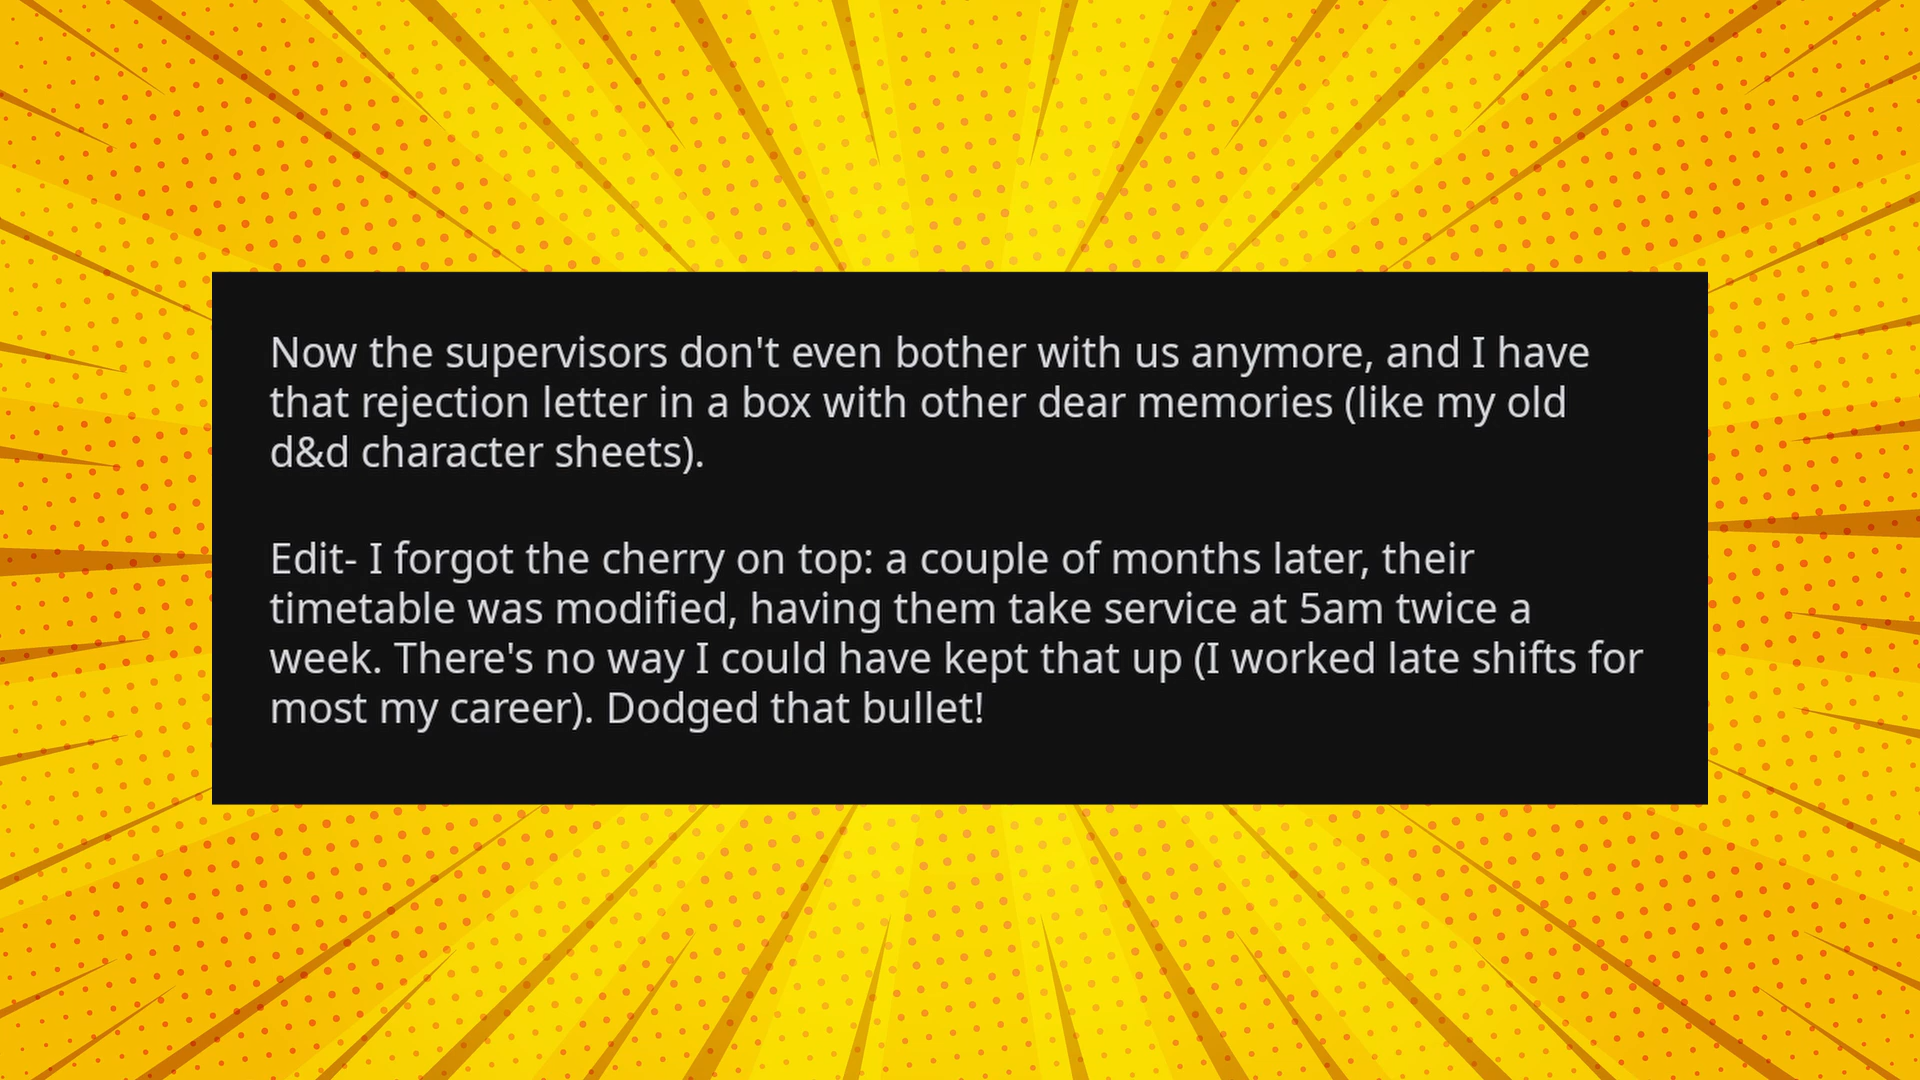 Now the supervisors don't even bother with us anymore, and I have
that rejection letter in a box with other dear memories (like my old
d&d character sheets).
Edit- I forgot the cherry on top: a couple of months later, their
timetable was modified, having them take service at 5am twice a
week. There's no way I could have kept that up (I worked late shifts for
most my career). Dodged that bullet!